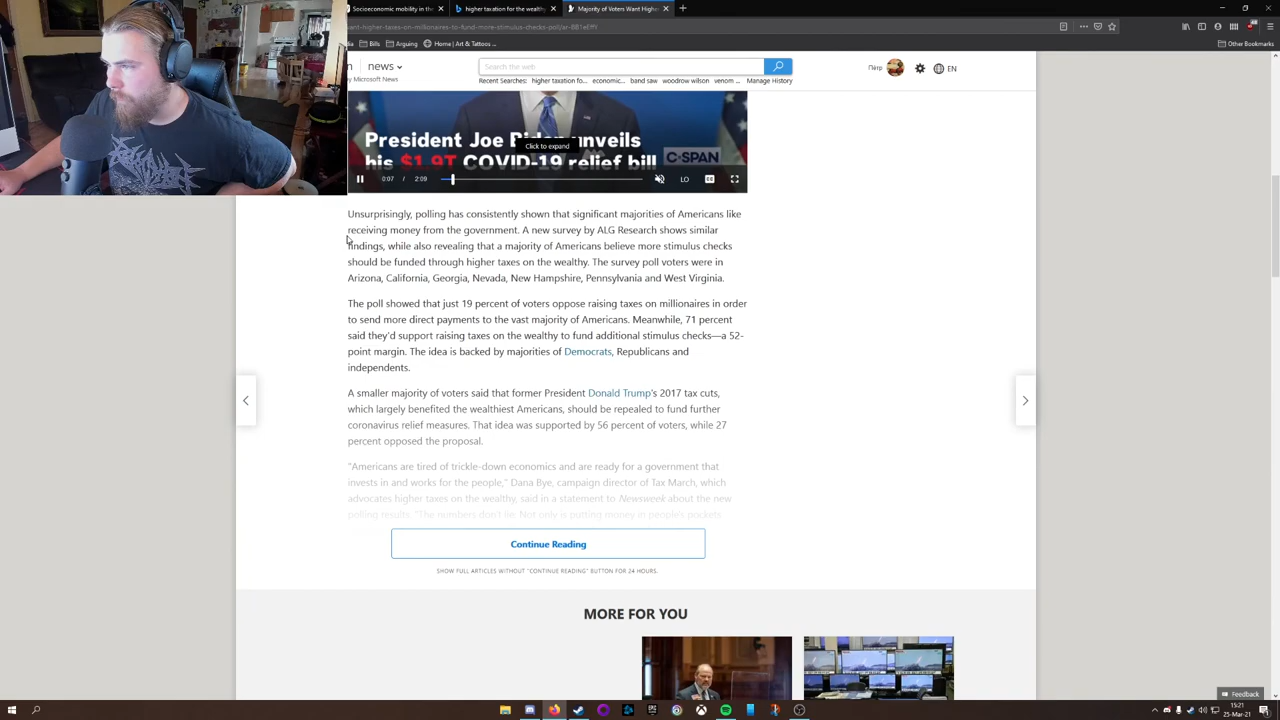 Socioeconomic mobility in the
higher taxation for the wealthy
Majority of Voters Want Higher
want-higher-taxes-on-millionaires-to-fund-more-stimulus-checks-poll/ar-BB1eEffV
Bills
Arguing
Home | Art & Tattoos ...
Other Bookmarks
news
by Microsoft News
Search the web
Recent Searches: higher taxation fo... economic... band saw woodrow wilson venom ... Manage History
Пётр
EN
President Joe Biden unveils
Click to expand
his $1.9T COVID-19 relief bill
C-SPAN
0:07 / 2:09
LO
CC
Unsurprisingly, polling has consistently shown that significant majorities of Americans like
receiving money from the government. A new survey by ALG Research shows similar
findings, while also revealing that a majority of Americans believe more stimulus checks
should be funded through higher taxes on the wealthy. The survey poll voters were in
Arizona, California, Georgia, Nevada, New Hampshire, Pennsylvania and West Virginia.
The poll showed that just 19 percent of voters oppose raising taxes on millionaires in order
to send more direct payments to the vast majority of Americans. Meanwhile, 71 percent
said they'd support raising taxes on the wealthy to fund additional stimulus checks—a 52-
point margin. The idea is backed by majorities of Democrats, Republicans and
independents.
A smaller majority of voters said that former President Donald Trump's 2017 tax cuts,
which largely benefited the wealthiest Americans, should be repealed to fund further
coronavirus relief measures. That idea was supported by 56 percent of voters, while 27
percent opposed the proposal.
"Americans are tired of trickle-down economics and are ready for a government that
invests in and works for the people," Dana Bye, campaign director of Tax March, which
advocates higher taxes on the wealthy, said in a statement to Newsweek about the new
polling results. "The numbers don't lie. Not only is putting money in people's pockets
Continue Reading
SHOW FULL ARTICLES WITHOUT "CONTINUE READING" BUTTON FOR 24 HOURS.
MORE FOR YOU
Feedback
15:21
25-Mar-21